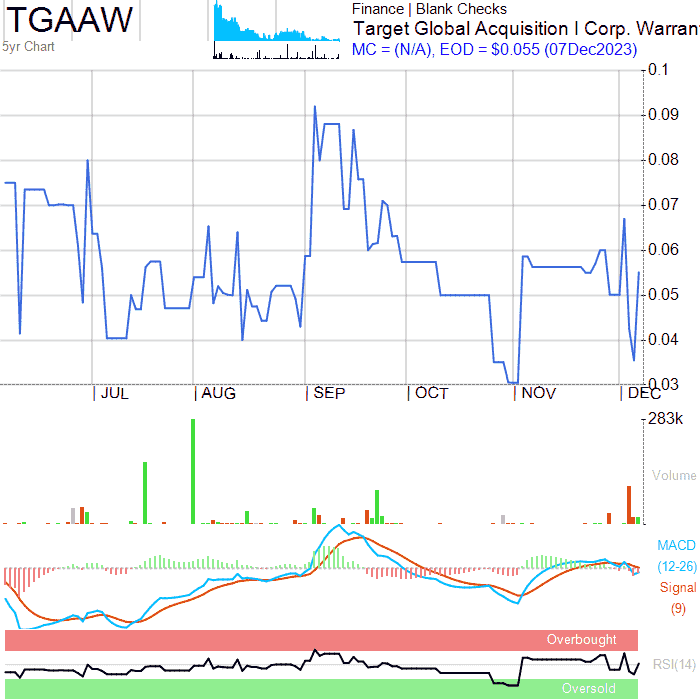 TGAAW
5yr Chart
Finance | Blank Checks
Target Global Acquisition I Corp. Warran
MC = (N/A), EOD = $0.055 (07Dec2023)
0.1
0.09
0.08
0.07
0.06
0.05
0.04
0.03
JUL
AUG
SEP
OCT
NOV
DEC
283k
Volume
MACD
(12-26)
Signal
(9)
Overbought
RSI(14)
Oversold